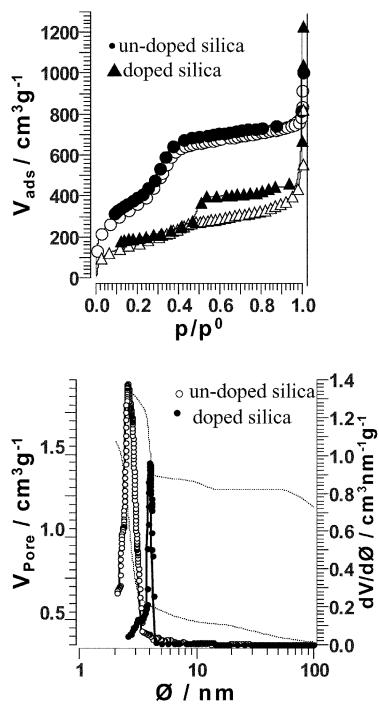 1200
1000
800
600
400
200
0
V_ads / cm³g⁻¹
un-doped silica
doped silica
0.0 0.2 0.4 0.6 0.8 1.0
p/p⁰
1.5
1.0
0.5
V_Pore / cm³g⁻¹
un-doped silica
doped silica
1.4
1.2
1.0
0.8
0.6
0.4
0.2
0.0
dV/dØ / cm³nm⁻¹g⁻¹
1 10 100
Ø / nm